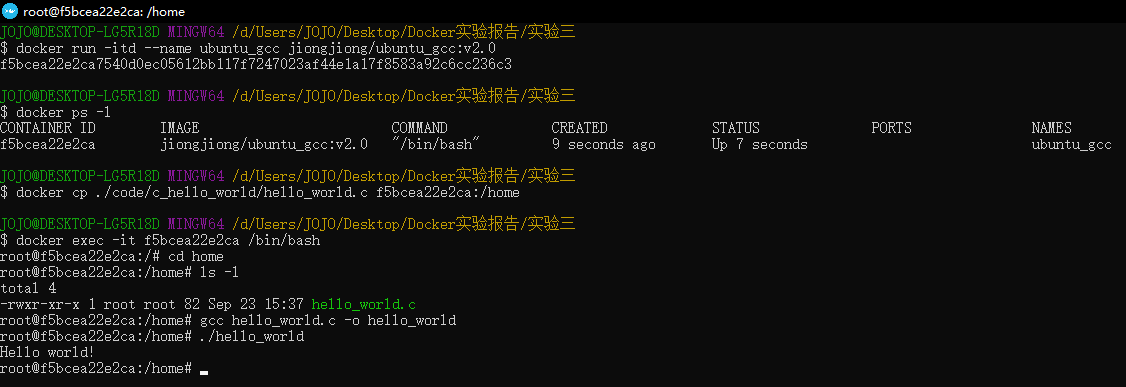 root@f5bcea22e2ca: /home
JOJO@DESKTOP-LG5R18D MINGW64 /d/Users/JOJO/Desktop/Docker实验报告/实验三
$ docker run -itd --name ubuntu_gcc jiongjiong/ubuntu_gcc:v2.0
f5bcea22e2ca7540d0ec05612bb117f7247023af44e1a17f8583a92c6cc236c3
JOJO@DESKTOP-LG5R18D MINGW64 /d/Users/JOJO/Desktop/Docker实验报告/实验三
$ docker ps -l
CONTAINER ID IMAGE COMMAND CREATED STATUS PORTS NAMES
f5bcea22e2ca jiongjiong/ubuntu_gcc:v2.0 "/bin/bash" 9 seconds ago Up 7 seconds ubuntu_gcc
JOJO@DESKTOP-LG5R18D MINGW64 /d/Users/JOJO/Desktop/Docker实验报告/实验三
$ docker cp ./code/c_hello_world/hello_world.c f5bcea22e2ca:/home
JOJO@DESKTOP-LG5R18D MINGW64 /d/Users/JOJO/Desktop/Docker实验报告/实验三
$ docker exec -it f5bcea22e2ca /bin/bash
root@f5bcea22e2ca:/# cd home
root@f5bcea22e2ca:/home# ls -l
total 4
-rwxr-xr-x 1 root root 82 Sep 23 15:37 hello_world.c
root@f5bcea22e2ca:/home# gcc hello_world.c -o hello_world
root@f5bcea22e2ca:/home# ./hello_world
Hello world!
root@f5bcea22e2ca:/home#